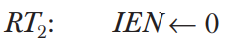 RT₂: IEN ← 0